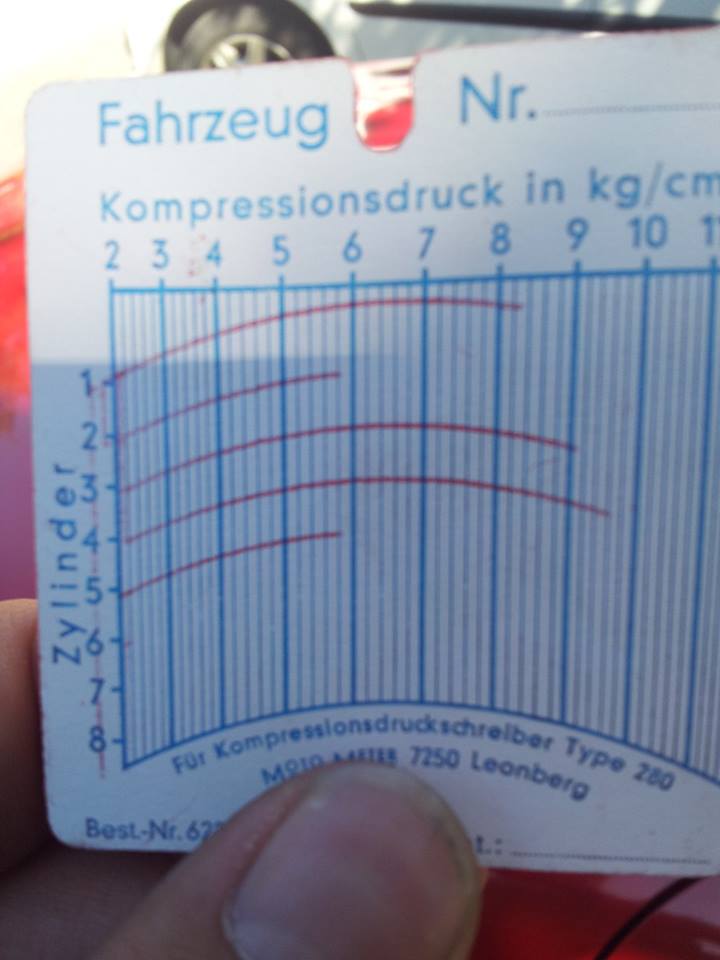 Fahrzeug Nr.
Kompressionsdruck in kg/cm
2 3 4 5 6 7 8 9 10
Zylinder
1
2
3
4
5
6
7
8
Für Kompressionsdruckschreiber Type 280
7250 Leonberg
Best.-Nr.